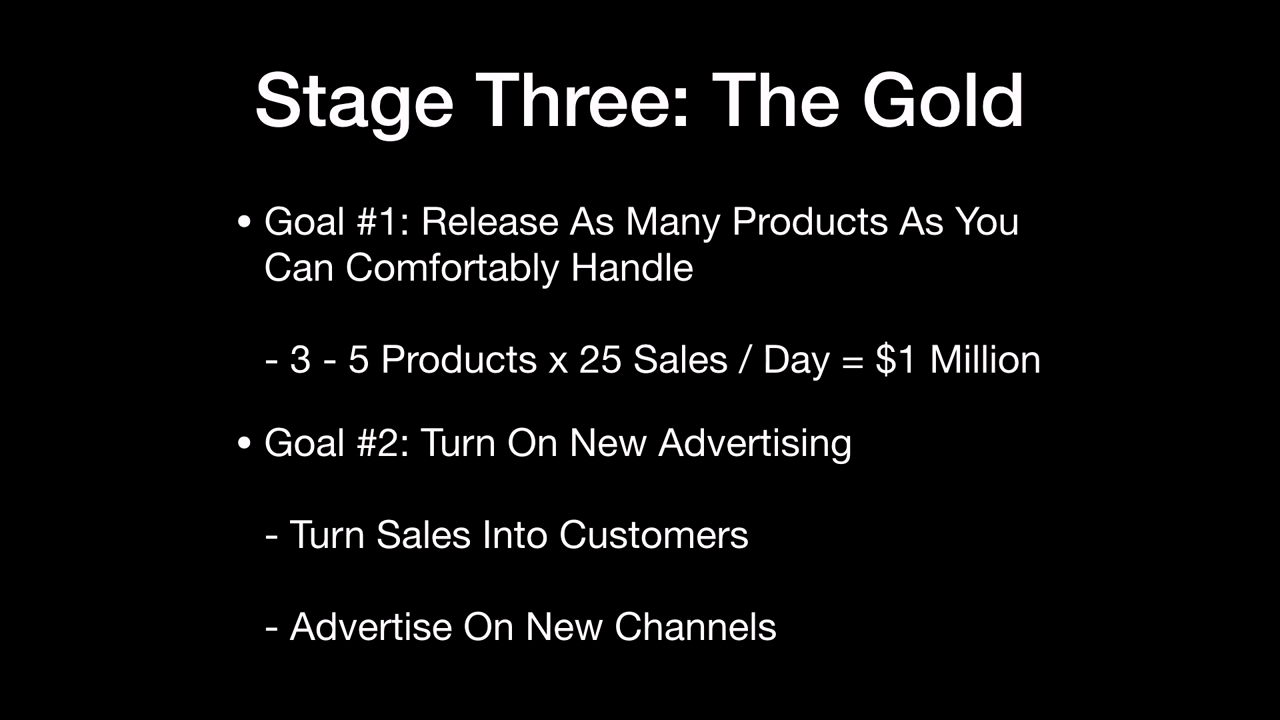 Stage Three: The Gold
• Goal #1: Release As Many Products As You
Can Comfortably Handle
- 3 - 5 Products x 25 Sales / Day = $1 Million
• Goal #2: Turn On New Advertising
- Turn Sales Into Customers
- Advertise On New Channels